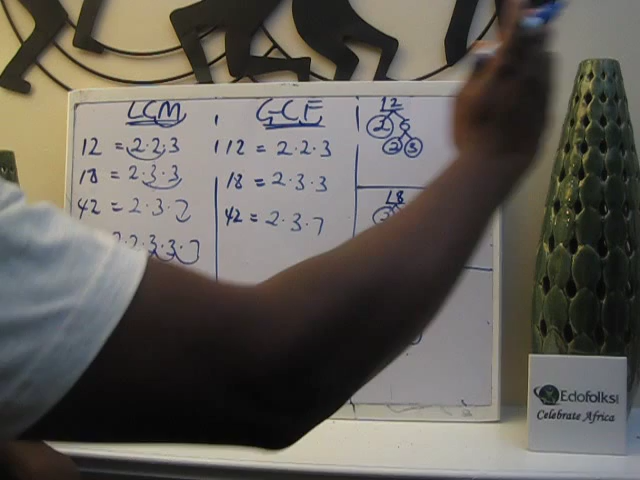 LCM
12 = 2·2·3
18 = 2·3·3
42 = 2·3·7
2·2·3·3·7
GCF
12 = 2·2·3
18 = 2·3·3
42 = 2·3·7
12
2 6
2 3
18
Edofolks.com
Celebrate Africa